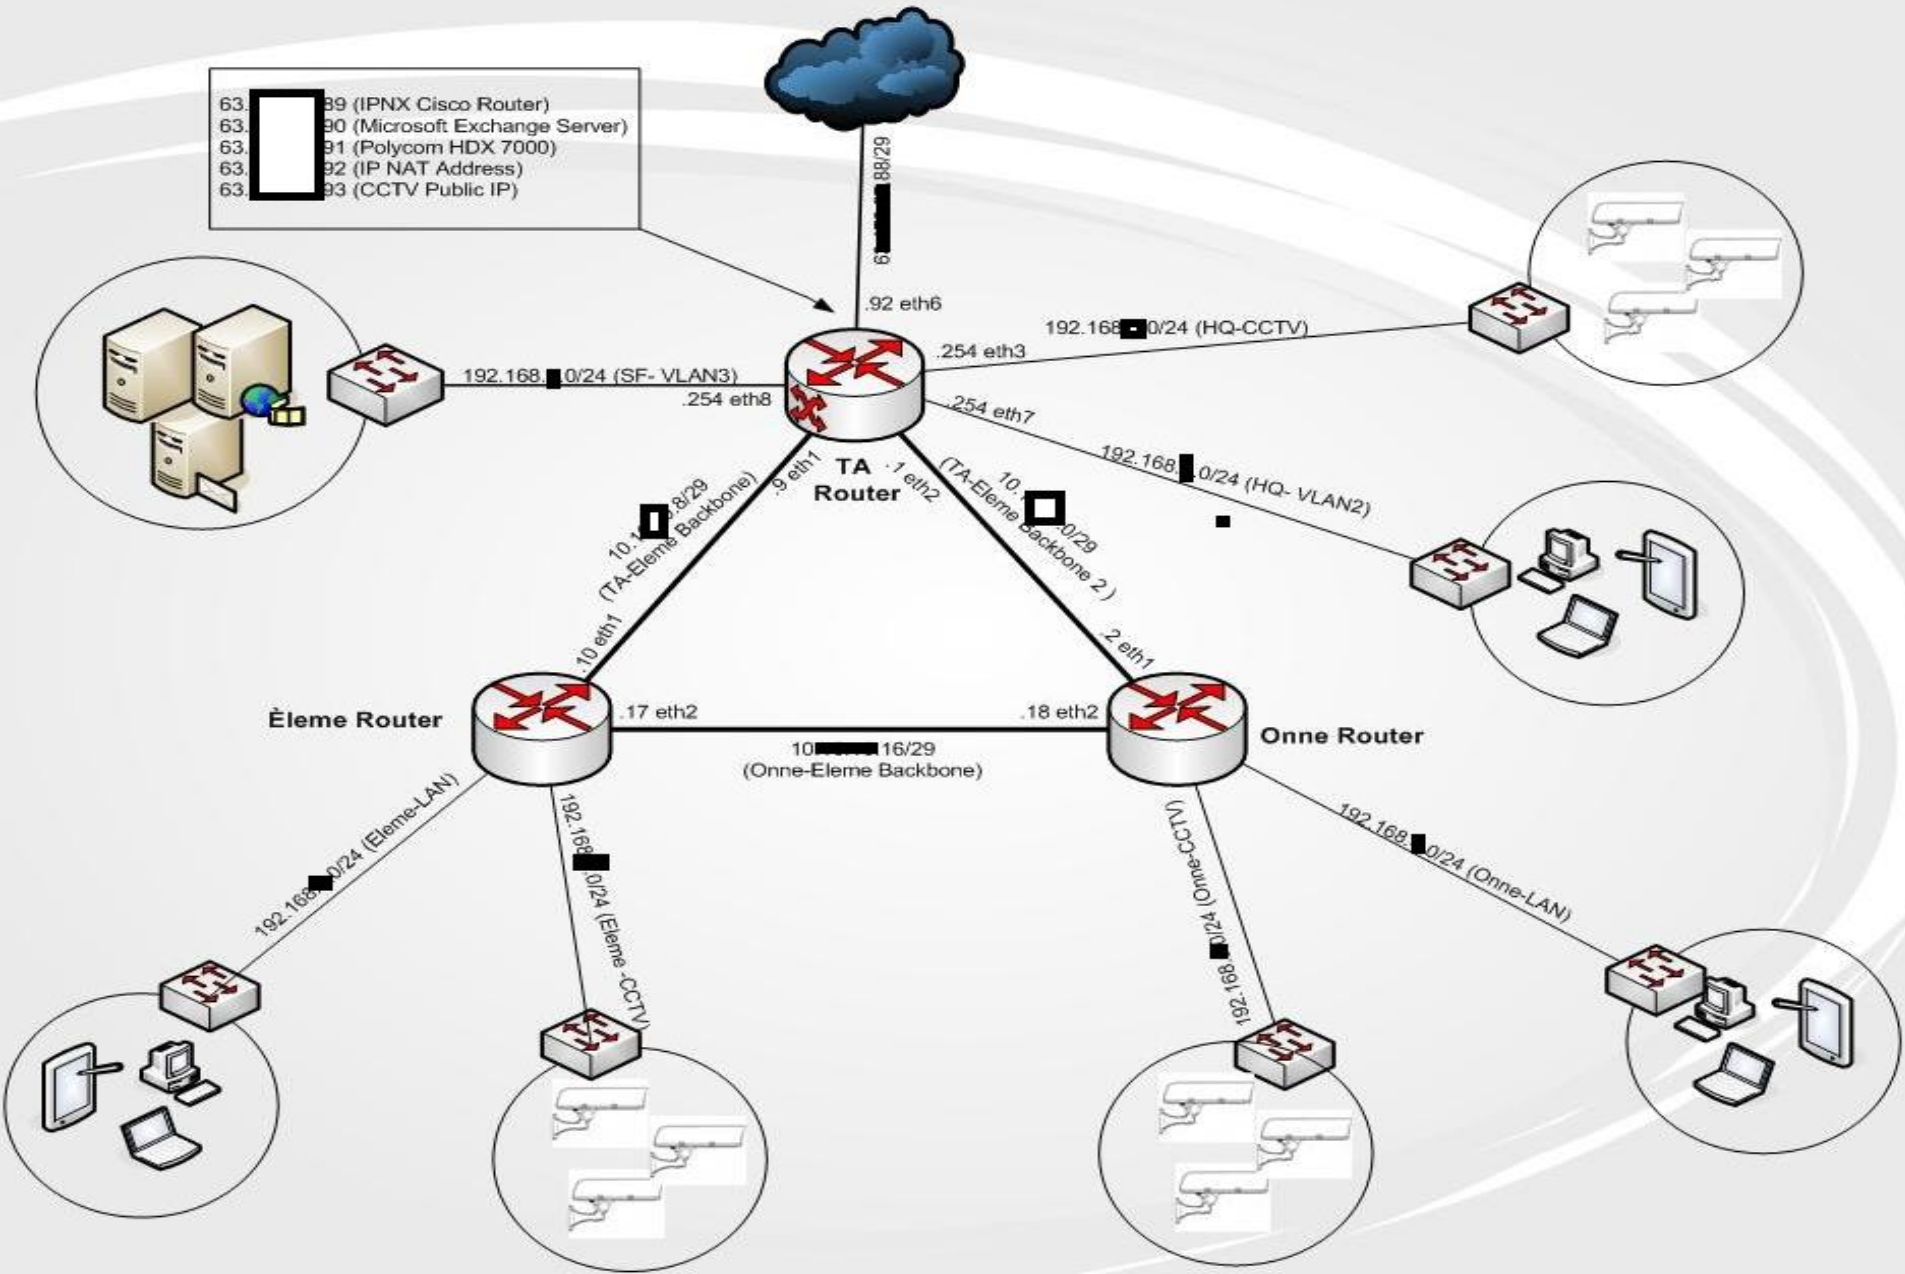 63. 89 (IPNX Cisco Router)
63. 90 (Microsoft Exchange Server)
63. 91 (Polycom HDX 7000)
63. 92 (IP NAT Address)
63. 93 (CCTV Public IP)
88/29
.92 eth6
192.168 0/24 (HQ-CCTV)
.254 eth3
192.168. 0/24 (SF- VLAN3)
.254 eth8
.254 eth7
192.168. .0/24 (HQ- VLAN2)
TA
Router
.9 eth1
.1 eth2
10.1 .8/29
(TA-Eleme Backbone)
10. .0/29
(TA-Eleme Backbone 2 )
.10 eth1
.2 eth1
Èleme Router
.17 eth2
.18 eth2
Onne Router
10. 16/29
(Onne-Eleme Backbone)
192.168 .0/24 (Eleme-LAN)
192.168 .0/24 (Eleme -CCTV)
192.168. 0/24 (Onne-CCTV)
192.168. .0/24 (Onne-LAN)